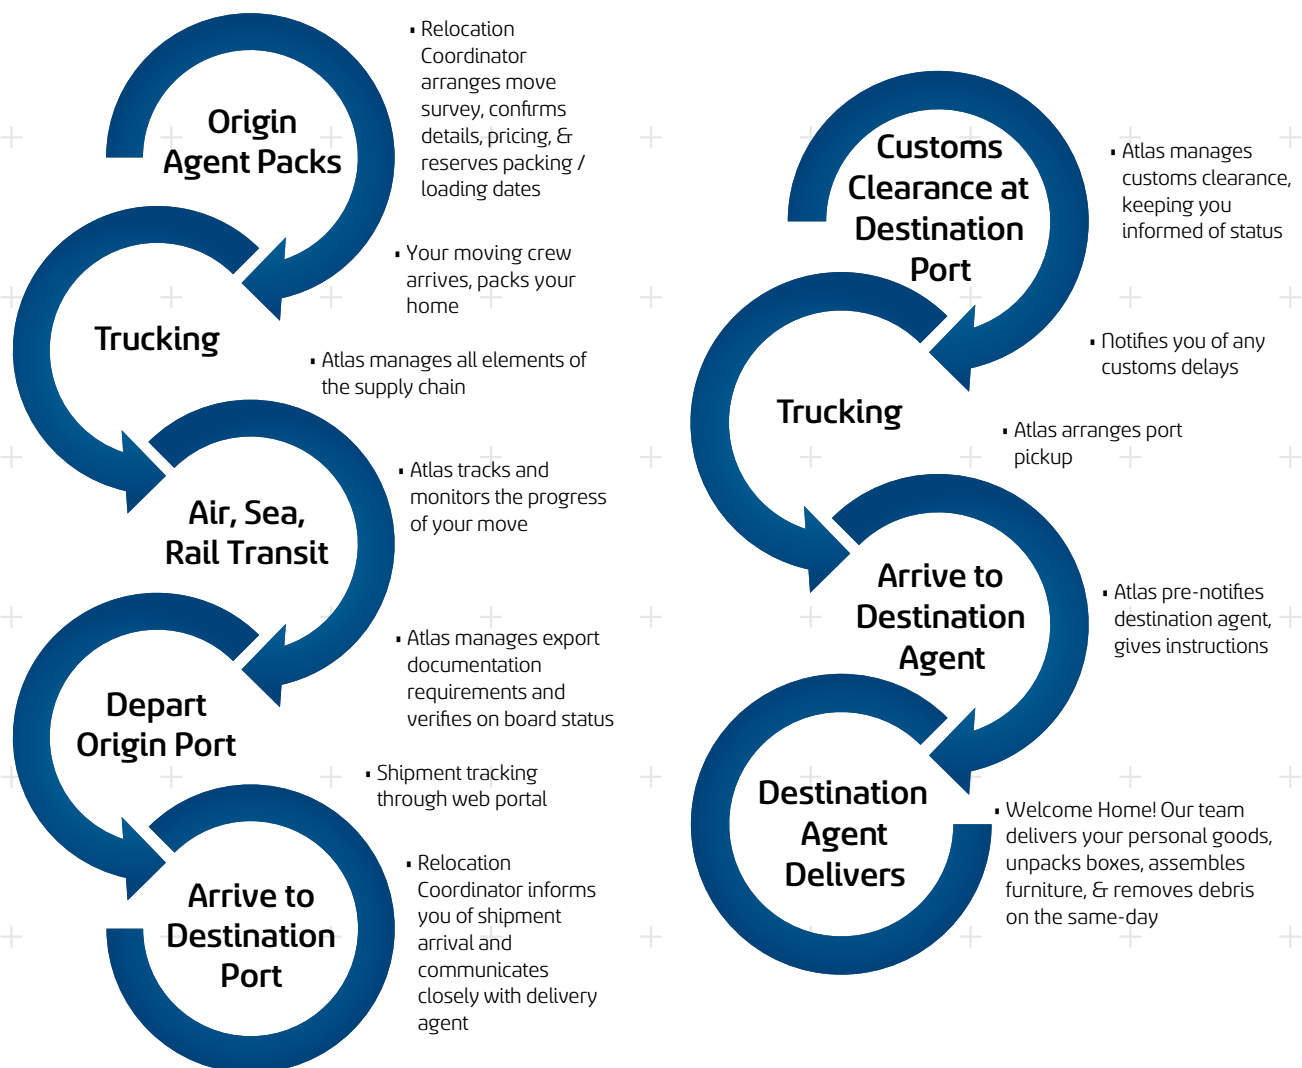 Origin
Agent Packs
▪ Relocation
Coordinator
arranges move
survey, confirms
details, pricing, &
reserves packing /
loading dates
▪ Your moving crew
arrives, packs your
home
Trucking
▪ Atlas manages all elements of
the supply chain
Air, Sea,
Rail Transit
▪ Atlas tracks and
monitors the progress
of your move
▪ Atlas manages export
documentation
requirements and
verifies on board status
Depart
Origin Port
▪ Shipment tracking
through web portal
Arrive to
Destination
Port
▪ Relocation
Coordinator informs
you of shipment
arrival and
communicates
closely with delivery
agent
Customs
Clearance at
Destination
Port
▪ Atlas manages
customs clearance,
keeping you
informed of status
▪ Notifies you of any
customs delays
Trucking
▪ Atlas arranges port
pickup
Arrive to
Destination
Agent
▪ Atlas pre-notifies
destination agent,
gives instructions
Destination
Agent
Delivers
▪ Welcome Home! Our team
delivers your personal goods,
unpacks boxes, assembles
furniture, & removes debris
on the same-day